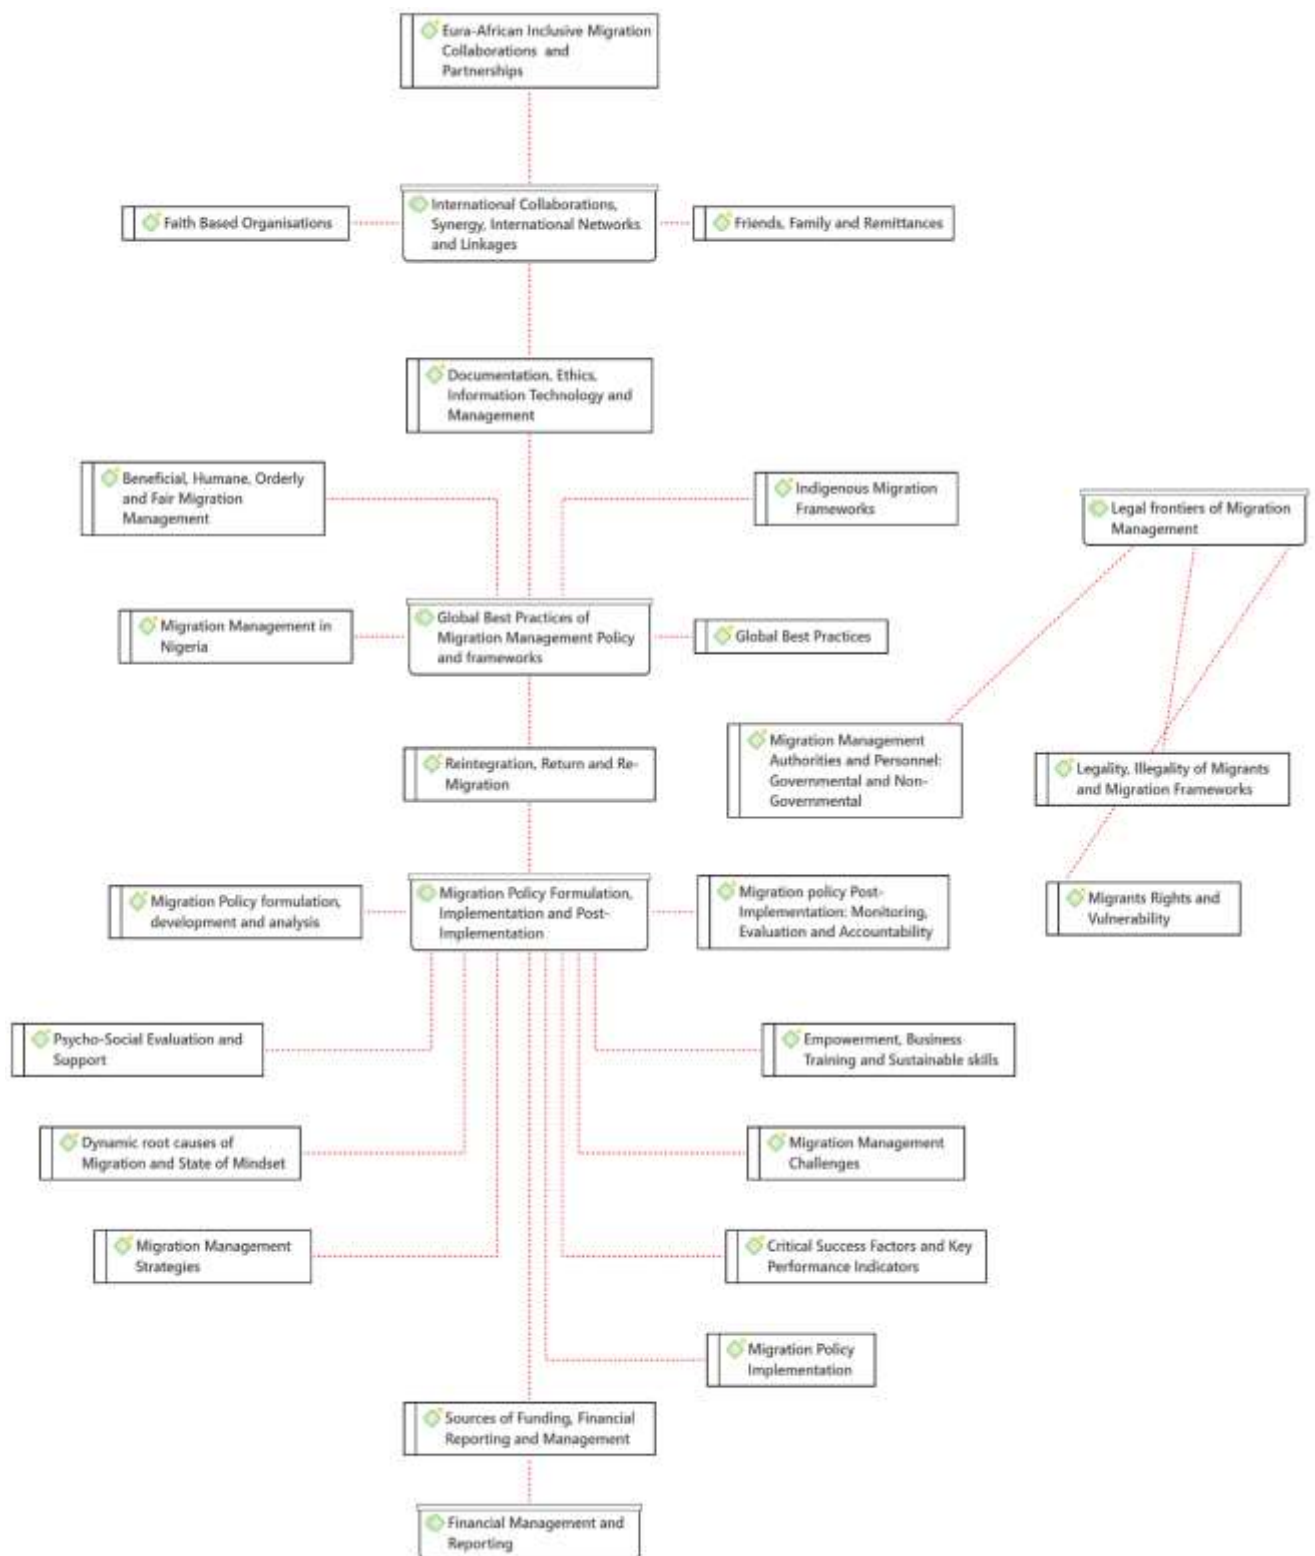 Eura-African Inclusive Migration
Collaborations and
Partnerships
Faith Based Organisations
International Collaborations,
Synergy, International Networks
and Linkages
Friends, Family and Remittances
Documentation, Ethics,
Information Technology and
Management
Beneficial, Humane, Orderly
and Fair Migration
Management
Indigenous Migration
Frameworks
Legal frontiers of Migration
Management
Migration Management in
Nigeria
Global Best Practices of
Migration Management Policy
and frameworks
Global Best Practices
Reintegration, Return and Re-
Migration
Migration Management
Authorities and Personnel:
Governmental and Non-
Governmental
Legality, Illegality of Migrants
and Migration Frameworks
Migration Policy formulation,
development and analysis
Migration Policy Formulation,
Implementation and Post-
Implementation
Migration policy Post-
Implementation: Monitoring,
Evaluation and Accountability
Migrants Rights and
Vulnerability
Psycho-Social Evaluation and
Support
Empowerment, Business
Training and Sustainable skills
Dynamic root causes of
Migration and State of Mindset
Migration Management
Challenges
Migration Management
Strategies
Critical Success Factors and Key
Performance Indicators
Migration Policy
Implementation
Sources of Funding, Financial
Reporting and Management
Financial Management and
Reporting